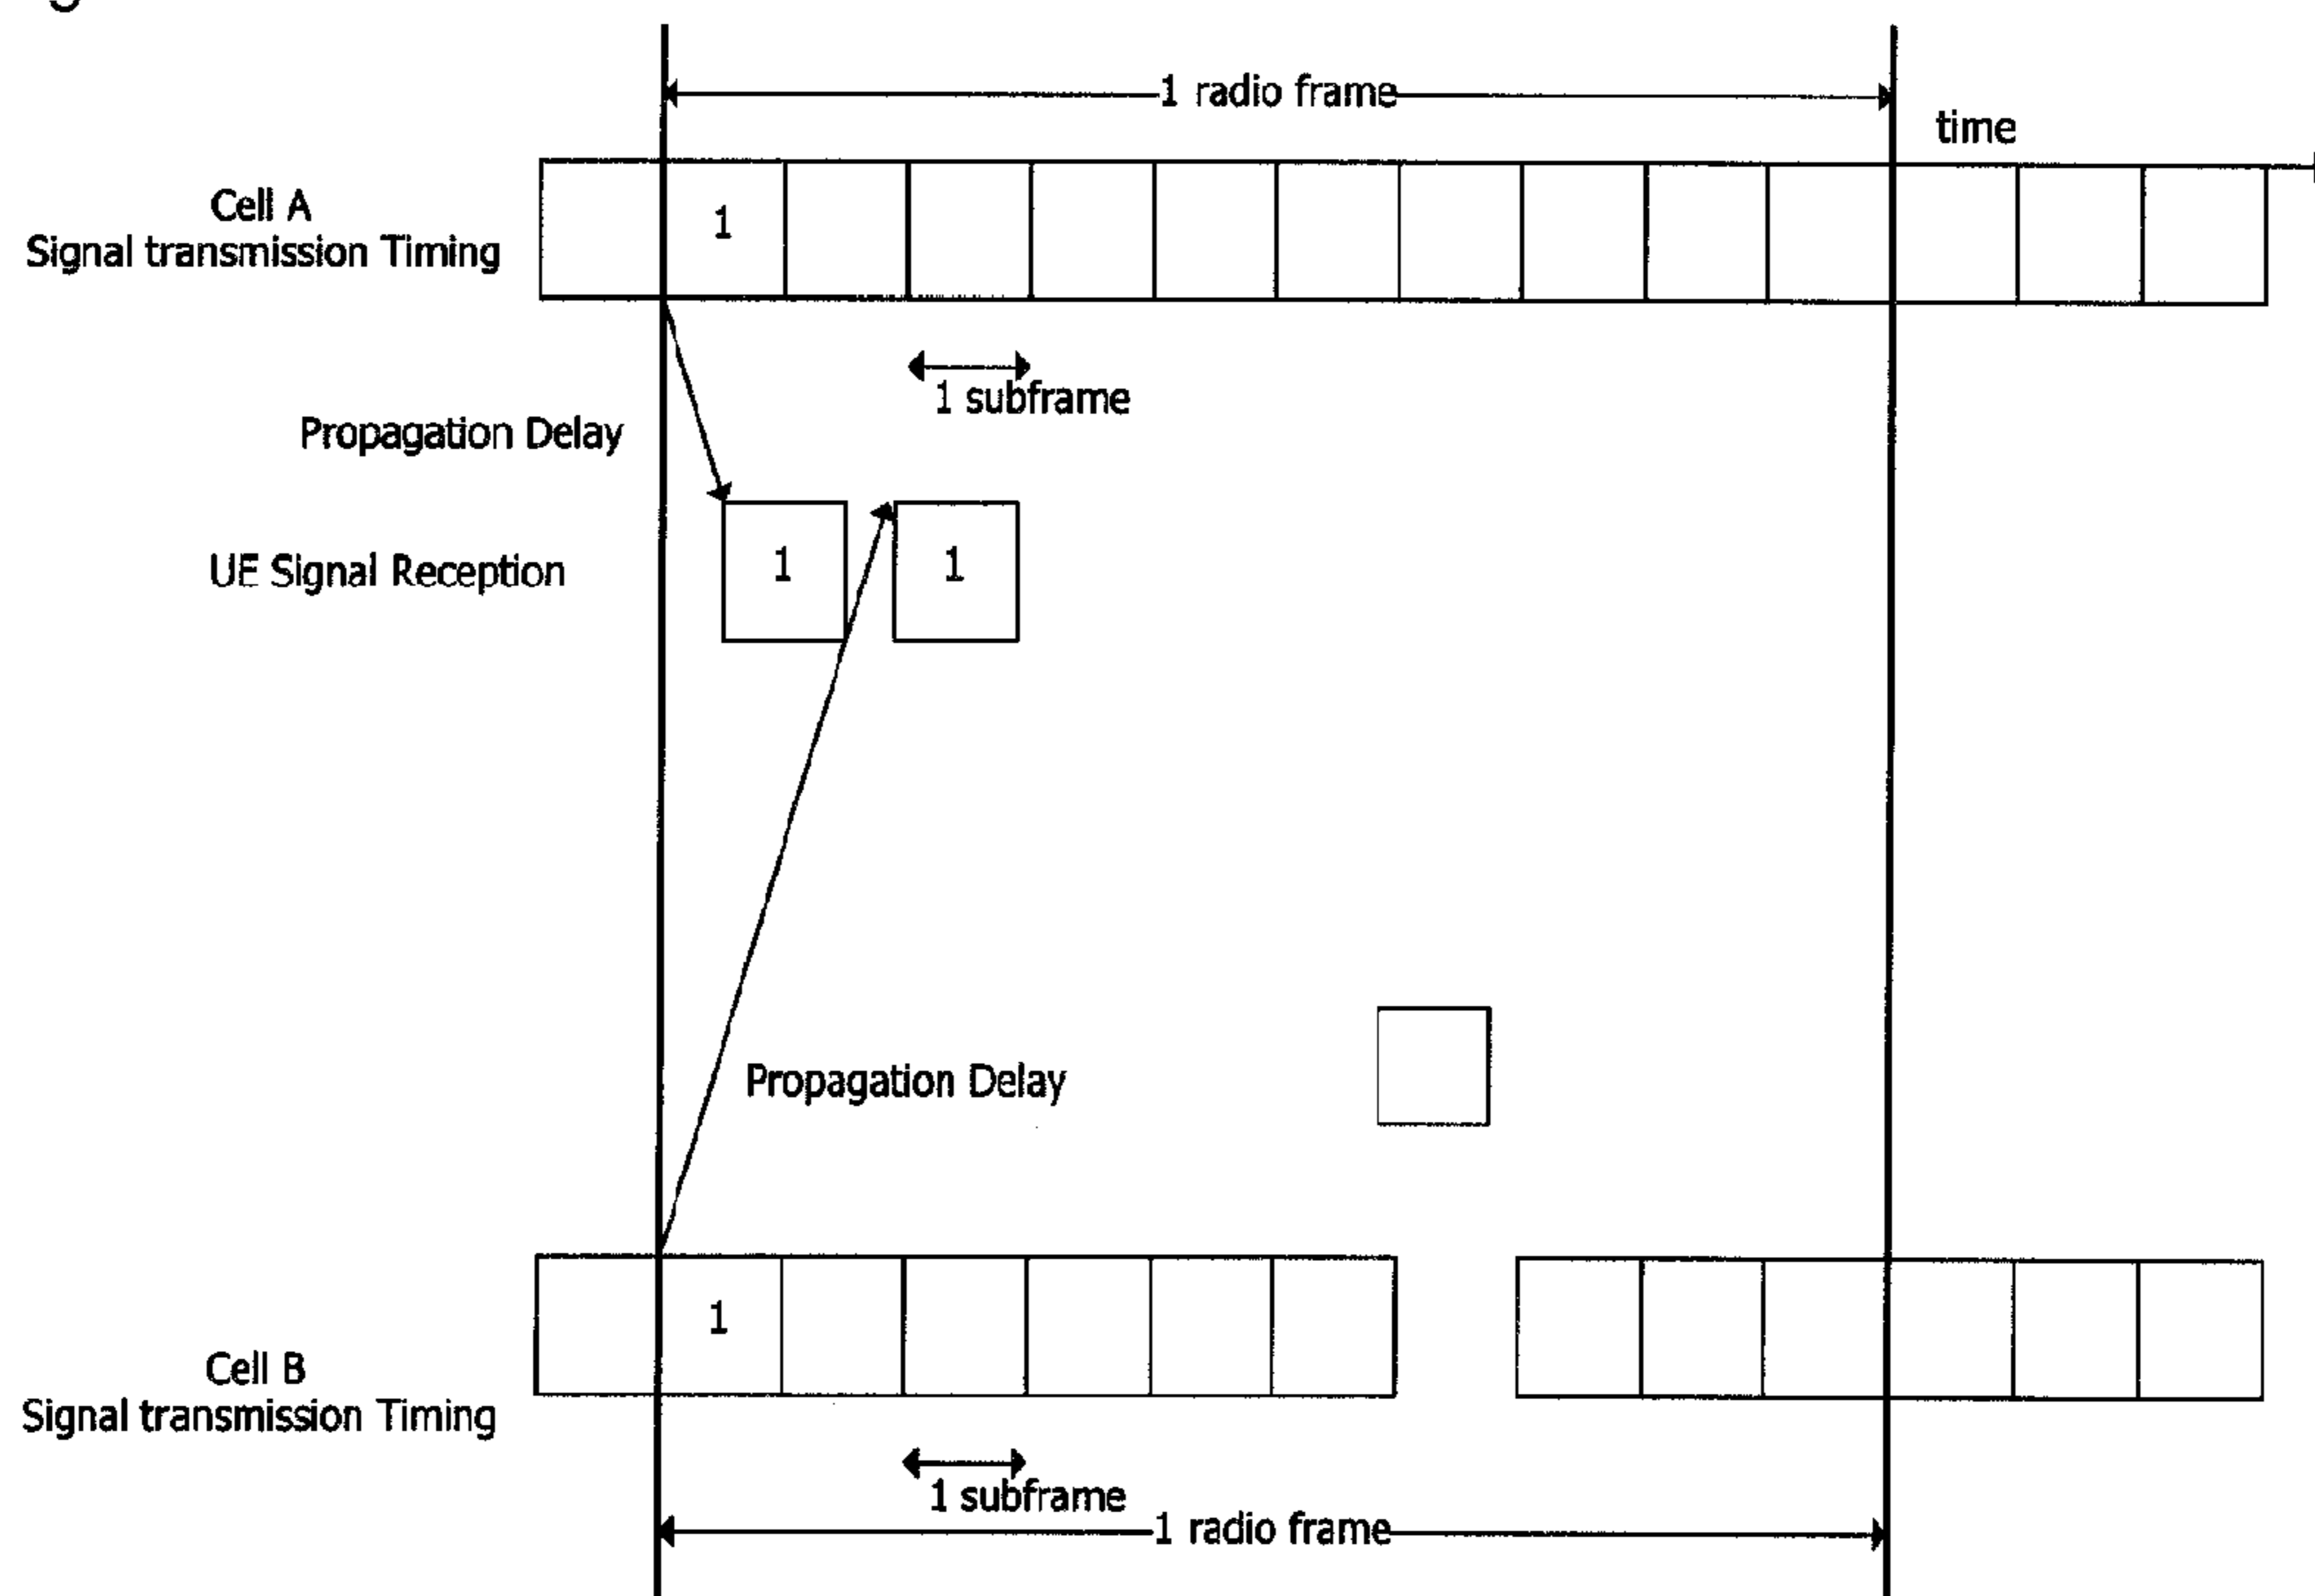 1 radio frame
time
Cell A
Signal transmission Timing
1
1 subframe
Propagation Delay
UE Signal Reception
1
1
Propagation Delay
1
Cell B
Signal transmission Timing
1 subframe
1 radio frame